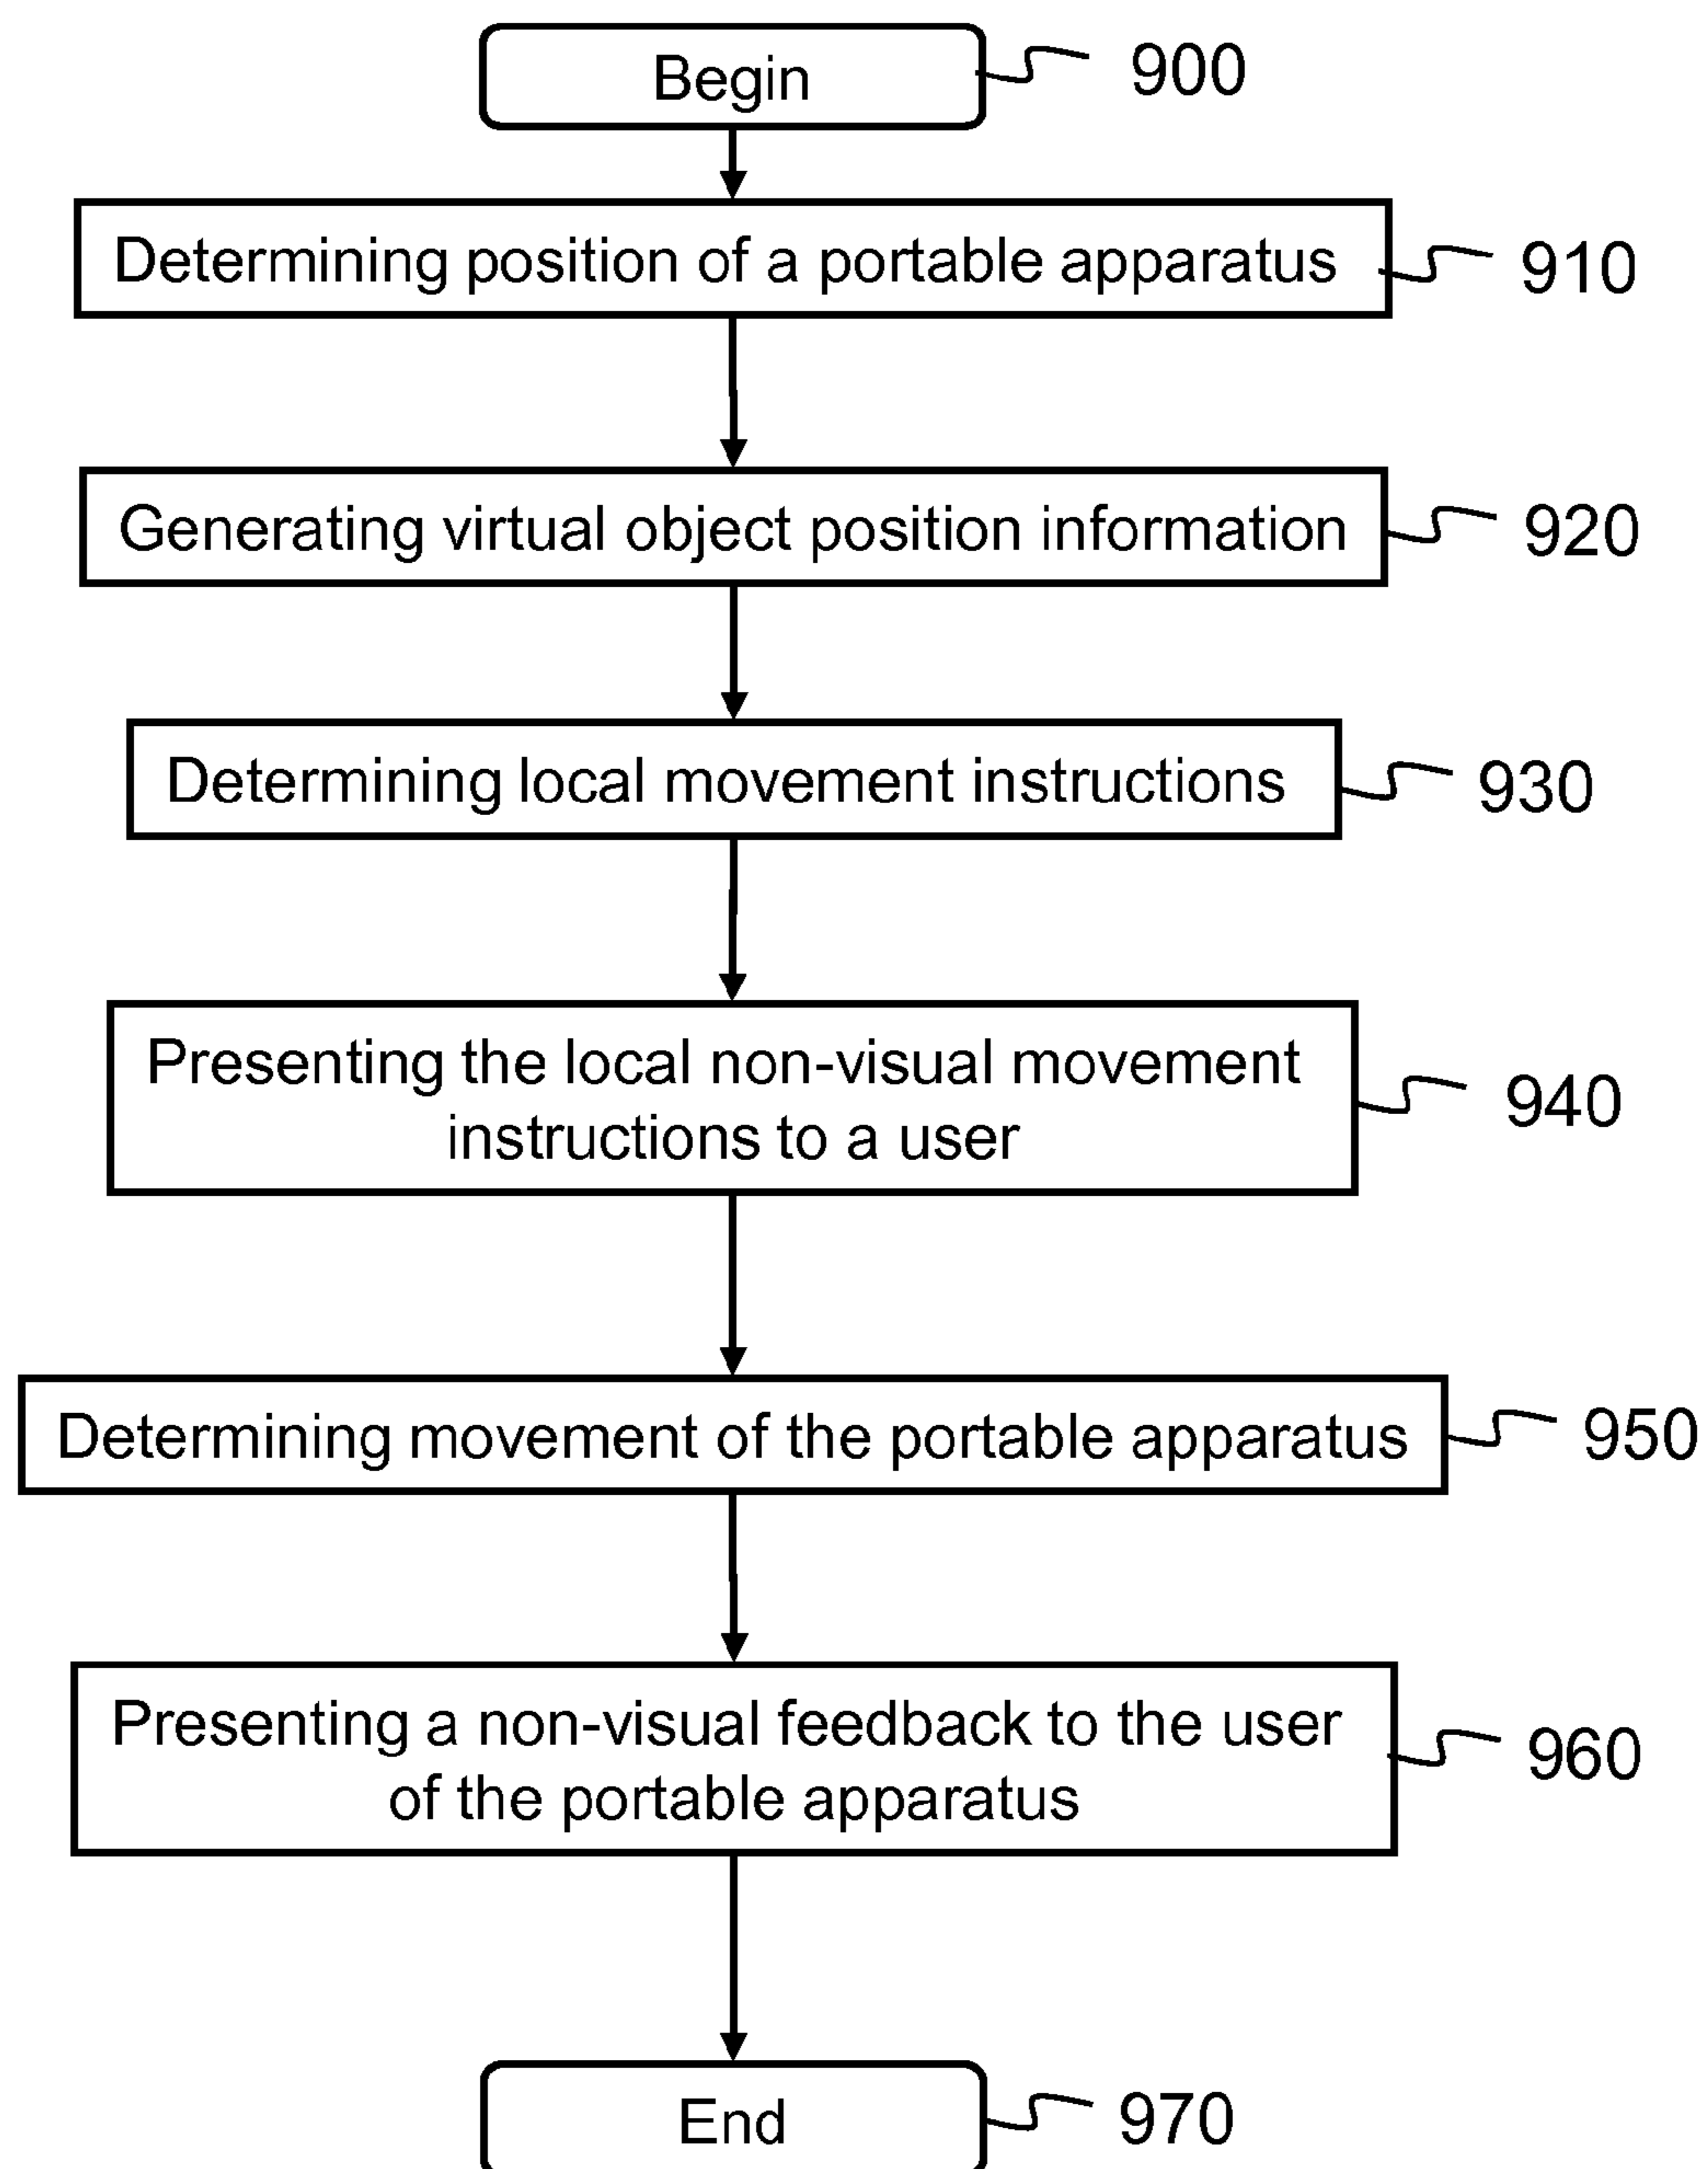 Begin
900
Determining position of a portable apparatus
910
Generating virtual object position information
920
Determining local movement instructions
930
Presenting the local non-visual movement
instructions to a user
940
Determining movement of the portable apparatus
950
Presenting a non-visual feedback to the user
of the portable apparatus
960
End
970